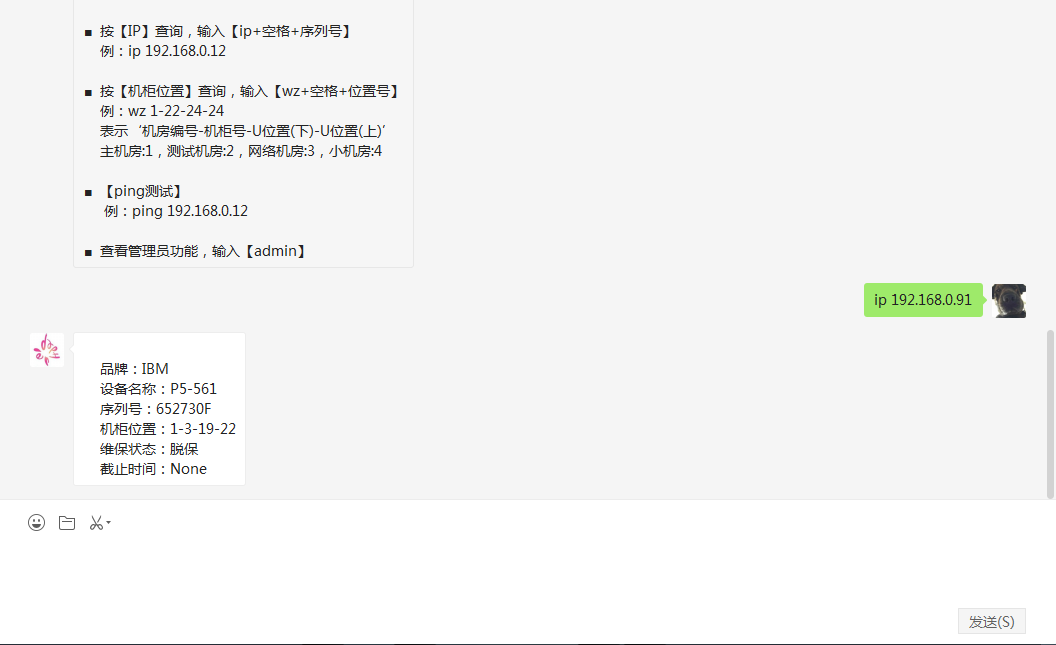 ▪ 按【IP】查询，输入【ip+空格+序列号】
例：ip 192.168.0.12
▪ 按【机柜位置】查询，输入【wz+空格+位置号】
例：wz 1-22-24-24
表示‘机房编号-机柜号-U位置(下)-U位置(上)’
主机房:1，测试机房:2，网络机房:3，小机房:4
▪ 【ping测试】
例：ping 192.168.0.12
▪ 查看管理员功能，输入【admin】
ip 192.168.0.91
品牌：IBM
设备名称：P5-561
序列号：652730F
机柜位置：1-3-19-22
维保状态：脱保
截止时间：None
发送(S)